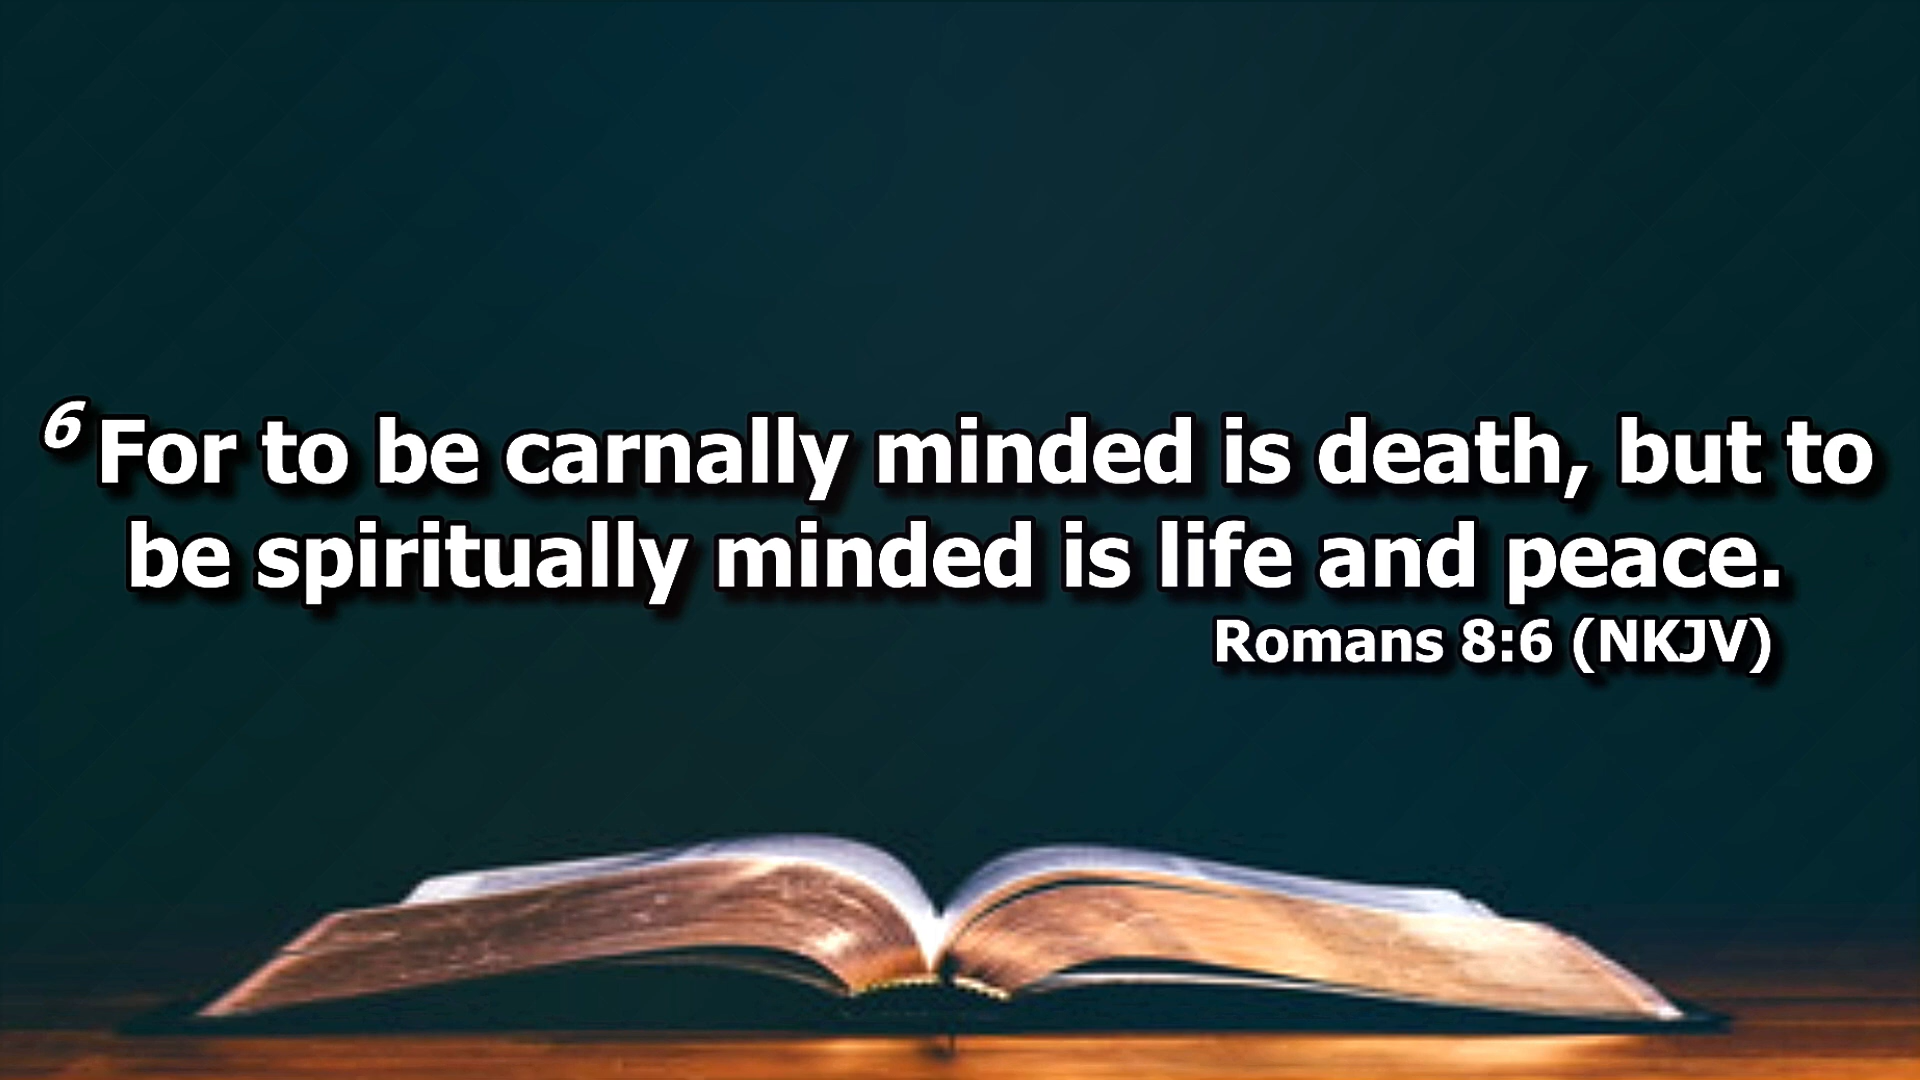 6 For to be carnally minded is death, but to
be spiritually minded is life and peace.
Romans 8:6 (NKJV)